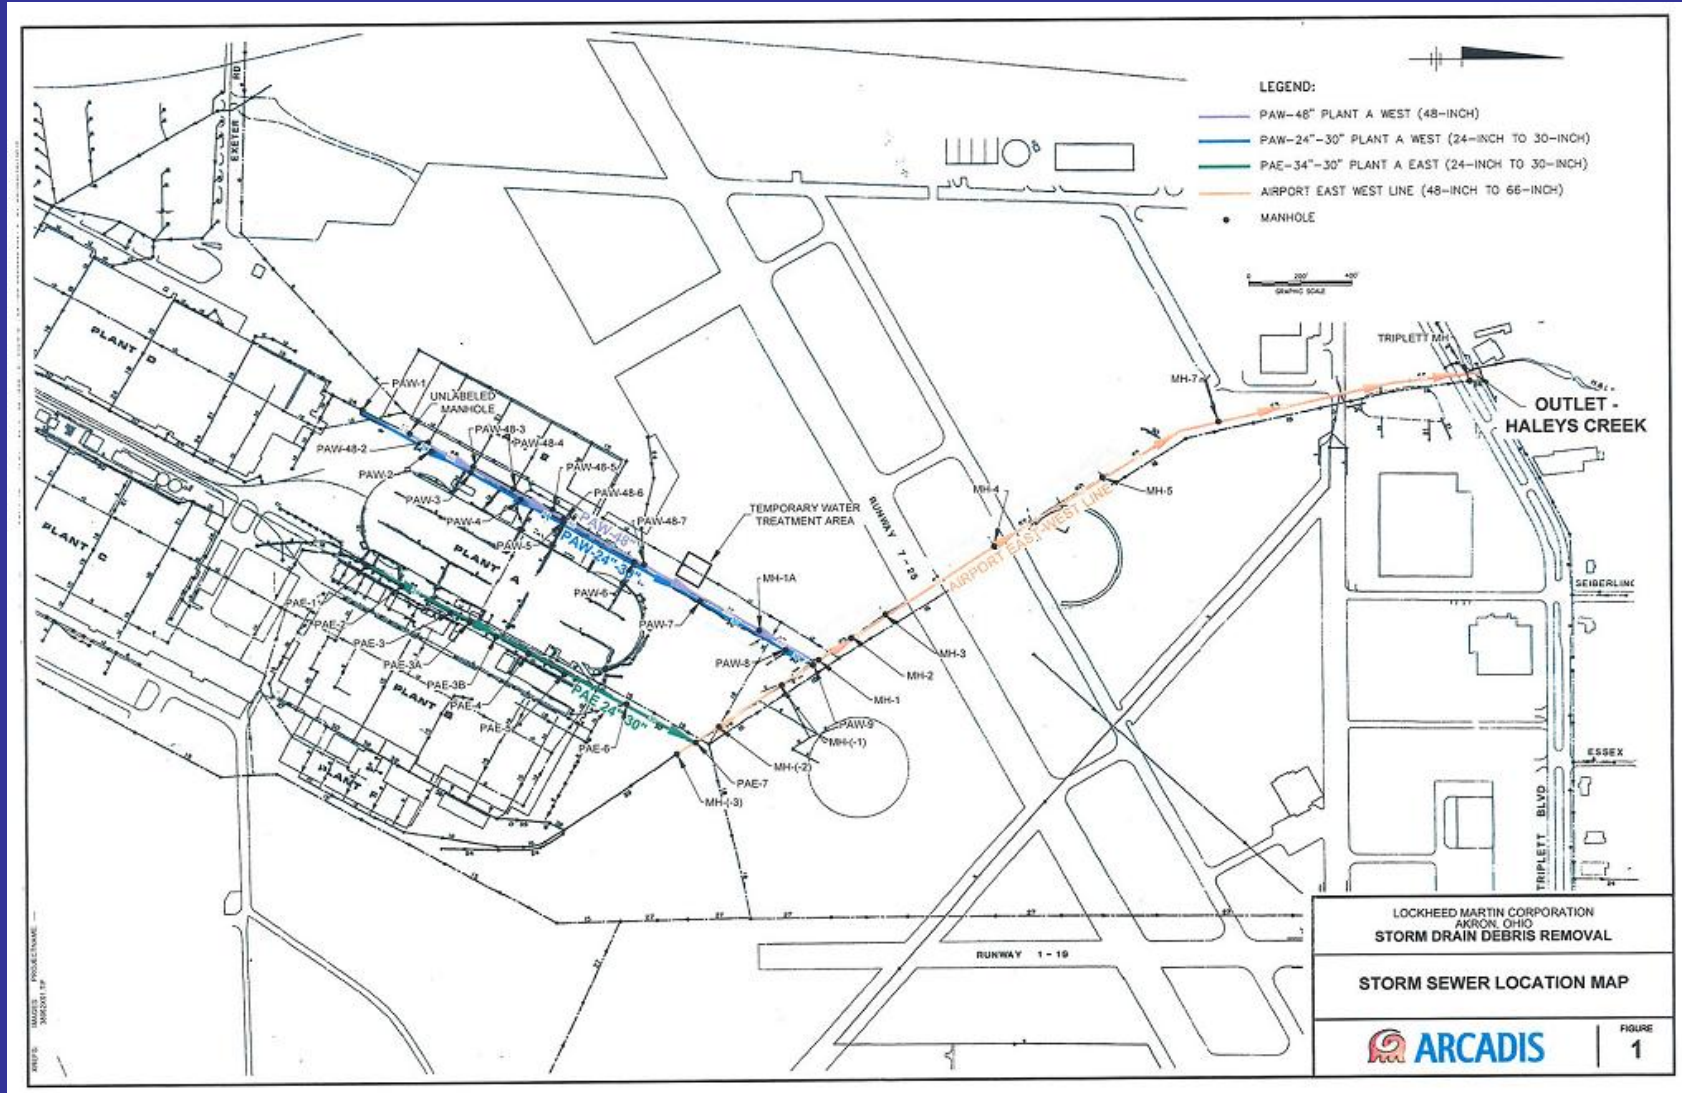 LEGEND:
PAW-48" PLANT A WEST (48-INCH)
PAW-24"-30" PLANT A WEST (24-INCH TO 30-INCH)
PAE-34"-30" PLANT A EAST (24-INCH TO 30-INCH)
AIRPORT EAST WEST LINE (48-INCH TO 66-INCH)
MANHOLE
0 200' 400'
GRAPHIC SCALE
EXETER RD
PLANT D
PAW-1
UNLABELED
MANHOLE
PAW-48-2
PAW-48-3
PAW-48-4
PAW-2
PAW-48-5
PAW-3
PAW-48-6
PAW-4
PAW-48-7
PAW-5
PAW-48"
PAW-24"-30"
TEMPORARY WATER
TREATMENT AREA
PLANT A
PLANT C
MH-1A
PAW-6
PAW-7
PAW-8
PAE-1
PAE-2
PAE-3
PAE-3A
PAE-3B
PAE-4
PAE-5
PAE-6
PAE 24"-30"
PLANT B
PLANT F
PAW-9
MH-(-1)
MH-(-2)
PAE-7
MH-(-3)
MH-1
MH-2
MH-3
MH-4
MH-5
MH-7
AIRPORT EAST-WEST LINE
RUNWAY 7-25
RUNWAY 1-19
TRIPLETT MH
OUTLET -
HALEYS CREEK
SEIBERLING
ESSEX
TRIPLETT BLVD
LOCKHEED MARTIN CORPORATION
AKRON, OHIO
STORM DRAIN DEBRIS REMOVAL
STORM SEWER LOCATION MAP
ARCADIS
FIGURE
1